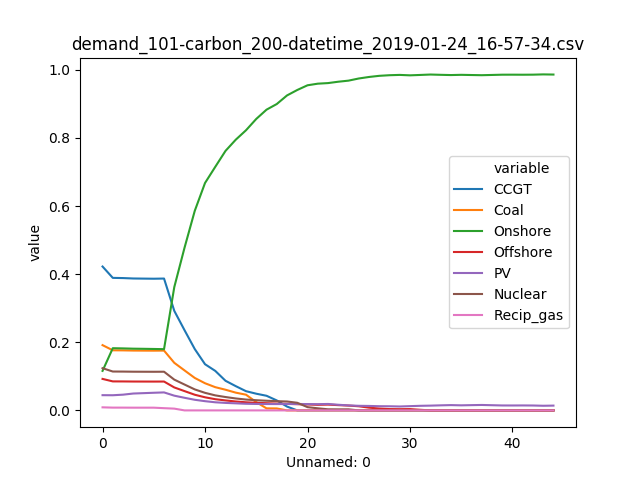 demand_101-carbon_200-datetime_2019-01-24_16-57-34.csv
1.0
0.8
0.6
0.4
0.2
0.0
value
variable
CCGT
Coal
Onshore
Offshore
PV
Nuclear
Recip_gas
0 10 20 30 40
Unnamed: 0